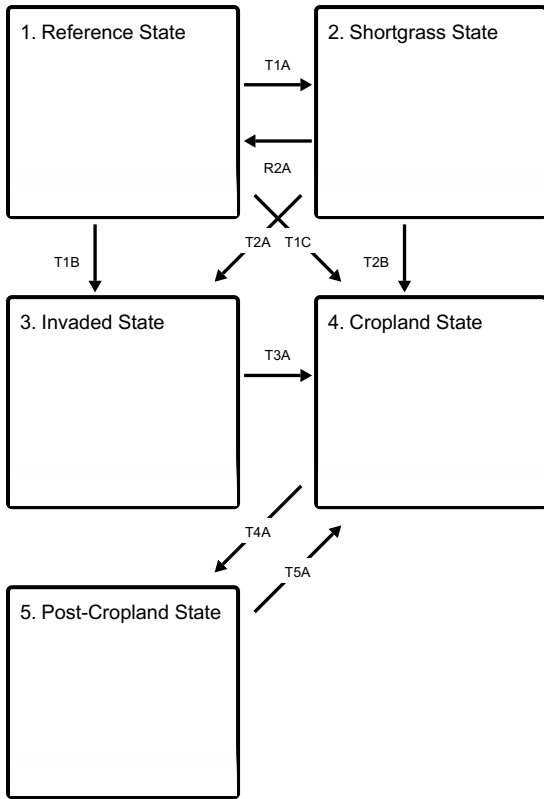 1. Reference State
2. Shortgrass State
T1A
R2A
T2A
T1C
T1B
T2B
3. Invaded State
4. Cropland State
T3A
T4A
T5A
5. Post-Cropland State